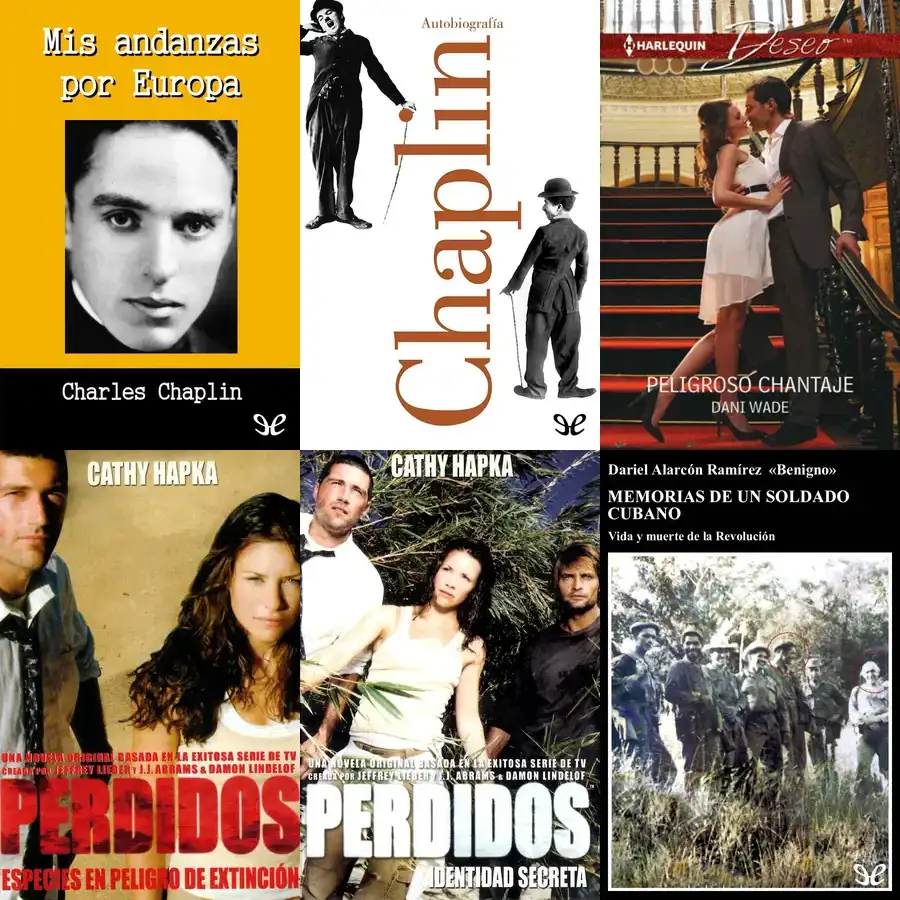 Mis andanzas
por Europa
Charles Chaplin
Autobiografía
Chaplin
HARLEQUIN
Deseo™
PELIGROSO CHANTAJE
DANI WADE
CATHY HAPKA
UNA NOVELA ORIGINAL BASADA EN LA EXITOSA SERIE DE TV
CREADA POR JEFFREY LIEBER Y J.J. ABRAMS & DAMON LINDELOF
PERDIDOS
ESPECIES EN PELIGRO DE EXTINCIÓN
CATHY HAPKA
UNA NOVELA ORIGINAL BASADA EN LA EXITOSA SERIE DE TV
CREADA POR JEFFREY LIEBER Y J.J. ABRAMS & DAMON LINDELOF
PERDIDOS
IDENTIDAD SECRETA
Dariel Alarcón Ramírez «Benigno»
MEMORIAS DE UN SOLDADO
CUBANO
Vida y muerte de la Revolución